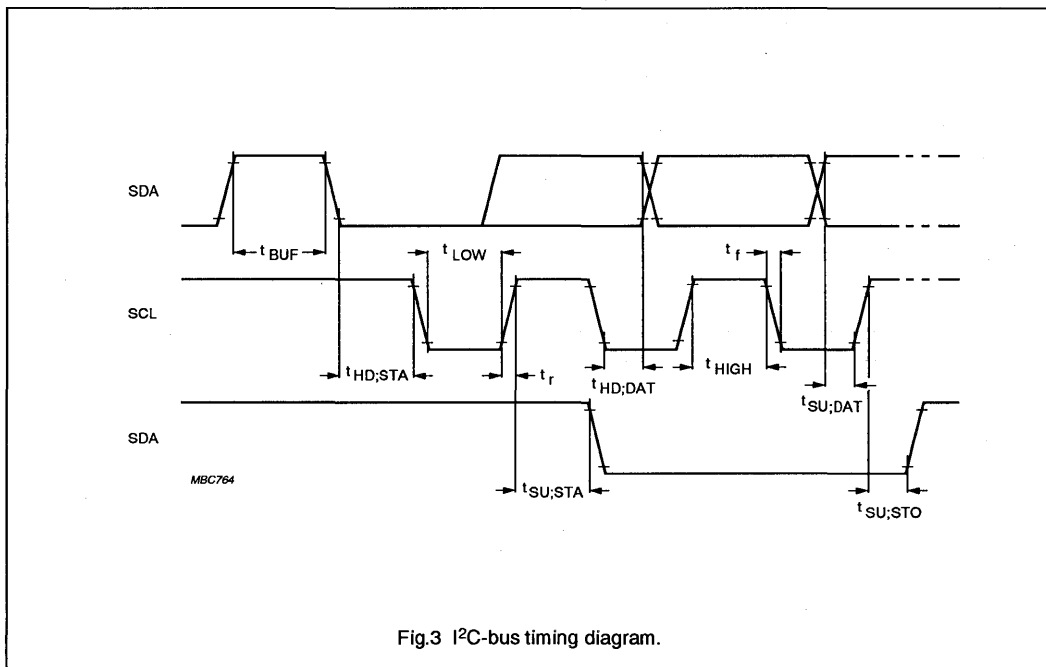 SDA
t BUF
t LOW
t f
SCL
t HD;STA
t r
t HD;DAT
t HIGH
t SU;DAT
SDA
MBC764
t SU;STA
t SU;STO
Fig.3 I²C-bus timing diagram.